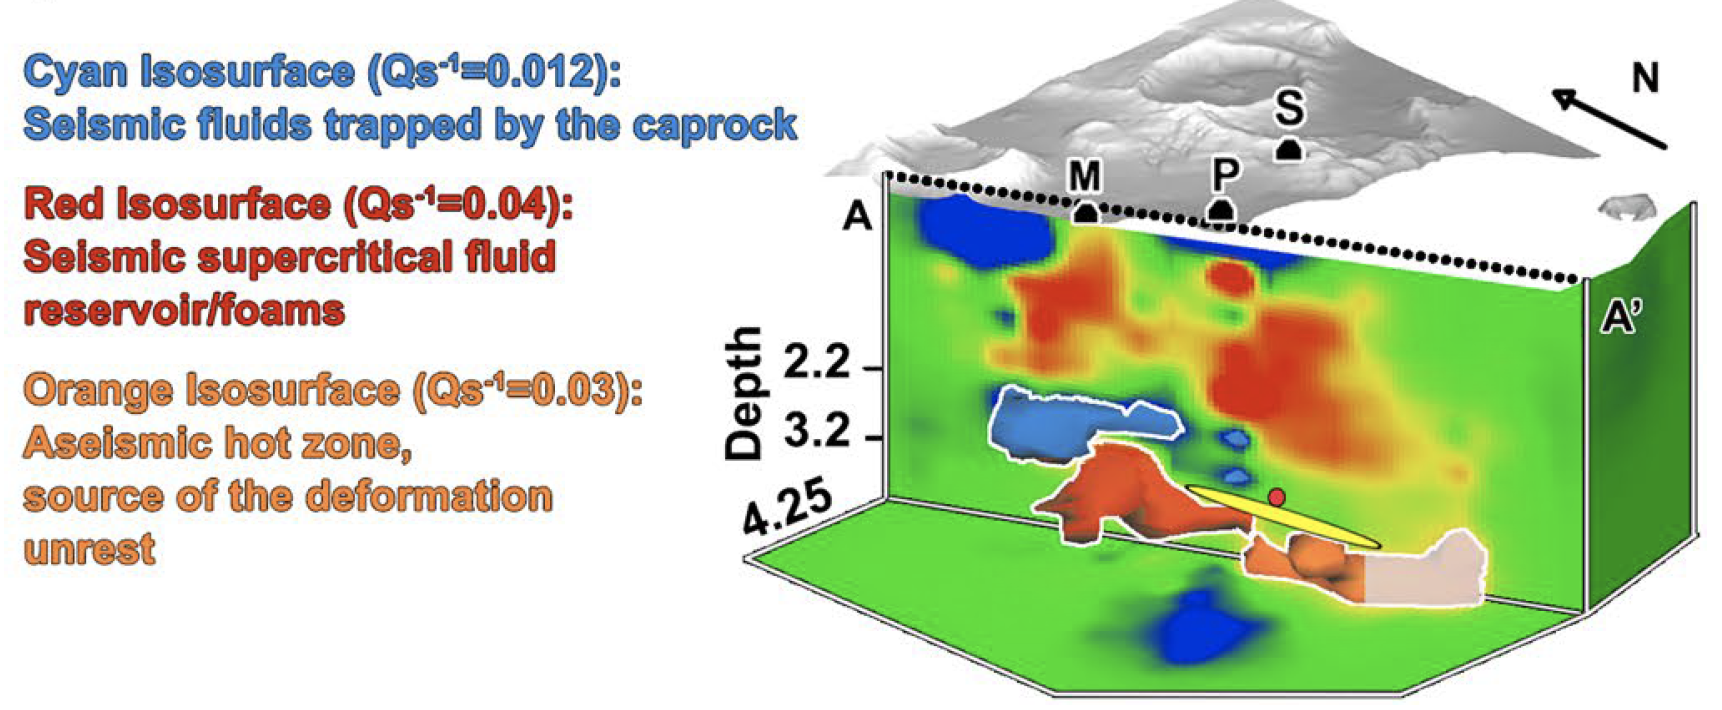 Cyan Isosurface (Qs⁻¹=0.012):
Seismic fluids trapped by the caprock
Red Isosurface (Qs⁻¹=0.04):
Seismic supercritical fluid
reservoir/foams
Orange Isosurface (Qs⁻¹=0.03):
Aseismic hot zone,
source of the deformation
unrest
N
S
M
P
A
A’
Depth
2.2
3.2
4.25